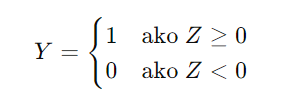 Y = { 1 ako Z ≥ 0
0 ako Z < 0